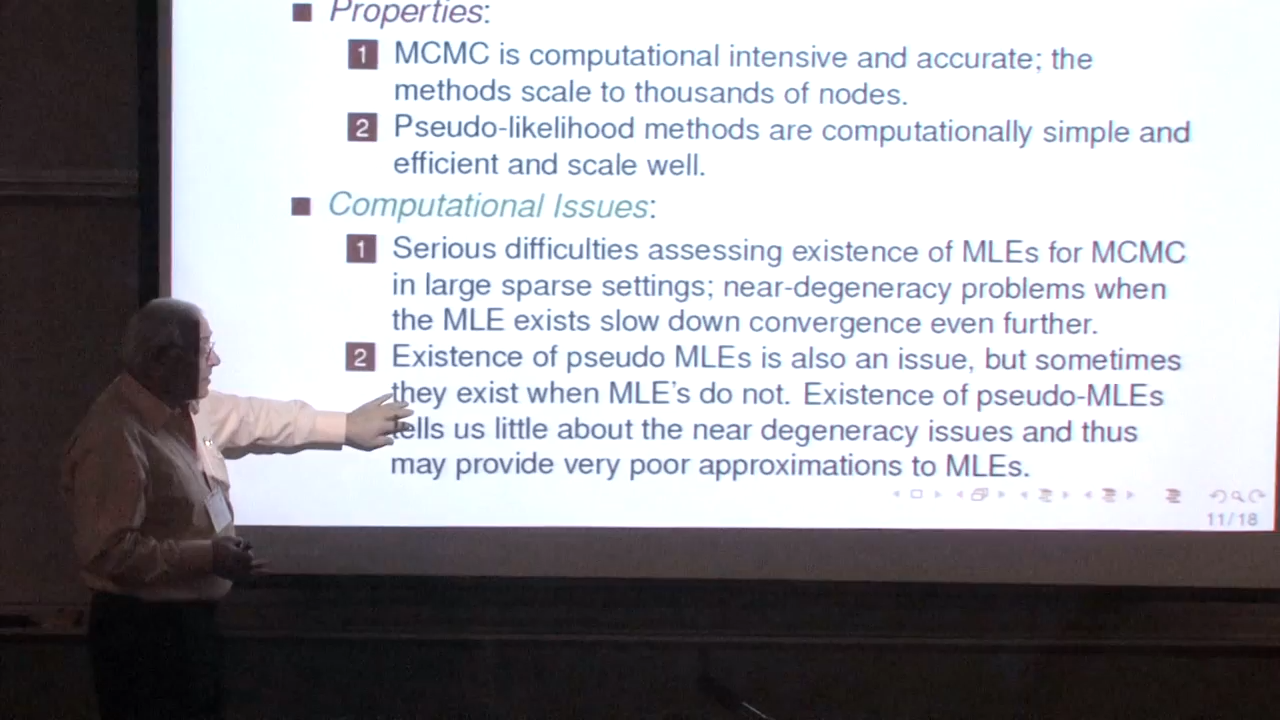 Properties:
1 MCMC is computational intensive and accurate; the
methods scale to thousands of nodes.
2 Pseudo-likelihood methods are computationally simple and
efficient and scale well.
Computational Issues:
1 Serious difficulties assessing existence of MLEs for MCMC
in large sparse settings; near-degeneracy problems when
the MLE exists slow down convergence even further.
2 Existence of pseudo MLEs is also an issue, but sometimes
they exist when MLE's do not. Existence of pseudo-MLEs
tells us little about the near degeneracy issues and thus
may provide very poor approximations to MLEs.
11/18